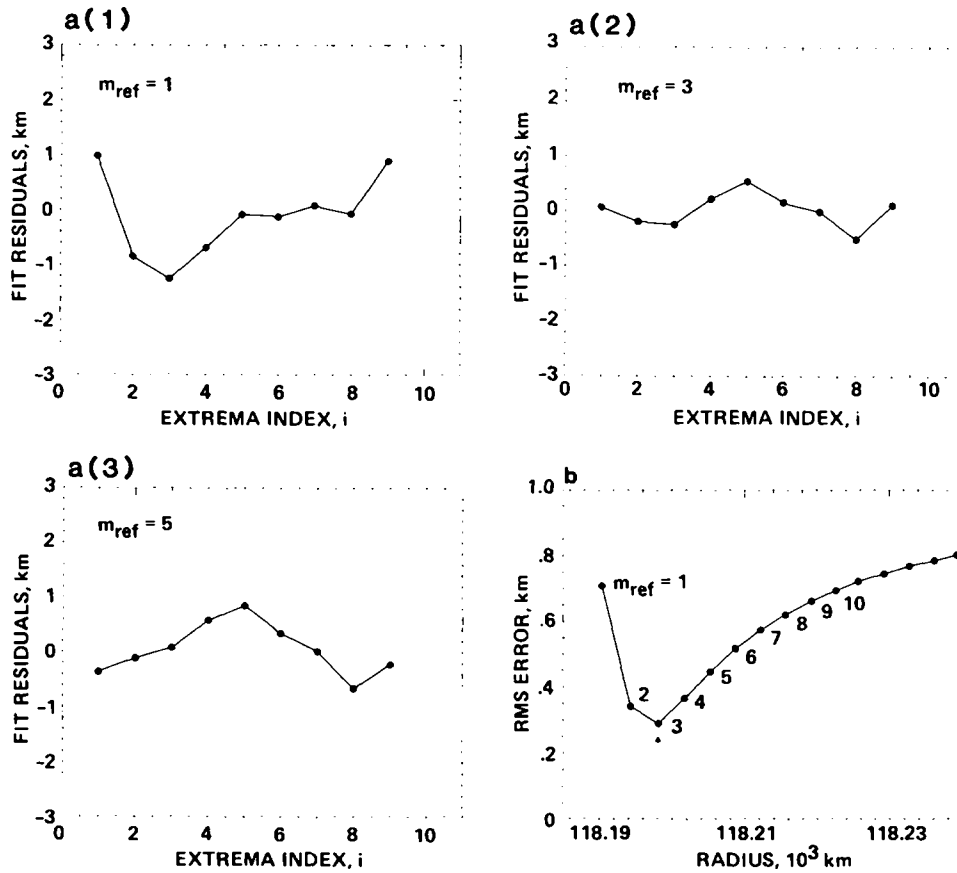 a(1)
3
2
1
0
-1
-2
-3
m_ref = 1
FIT RESIDUALS, km
0 2 4 6 8 10
EXTREMA INDEX, i
a(2)
3
2
1
0
-1
-2
-3
m_ref = 3
FIT RESIDUALS, km
0 2 4 6 8 10
EXTREMA INDEX, i
a(3)
3
2
1
0
-1
-2
-3
m_ref = 5
FIT RESIDUALS, km
0 2 4 6 8 10
EXTREMA INDEX, i
b
1.0
.8
.6
.4
.2
0
m_ref = 1
2
3
4
5
6
7
8
9
10
RMS ERROR, km
118.19 118.21 118.23
RADIUS, 10³ km